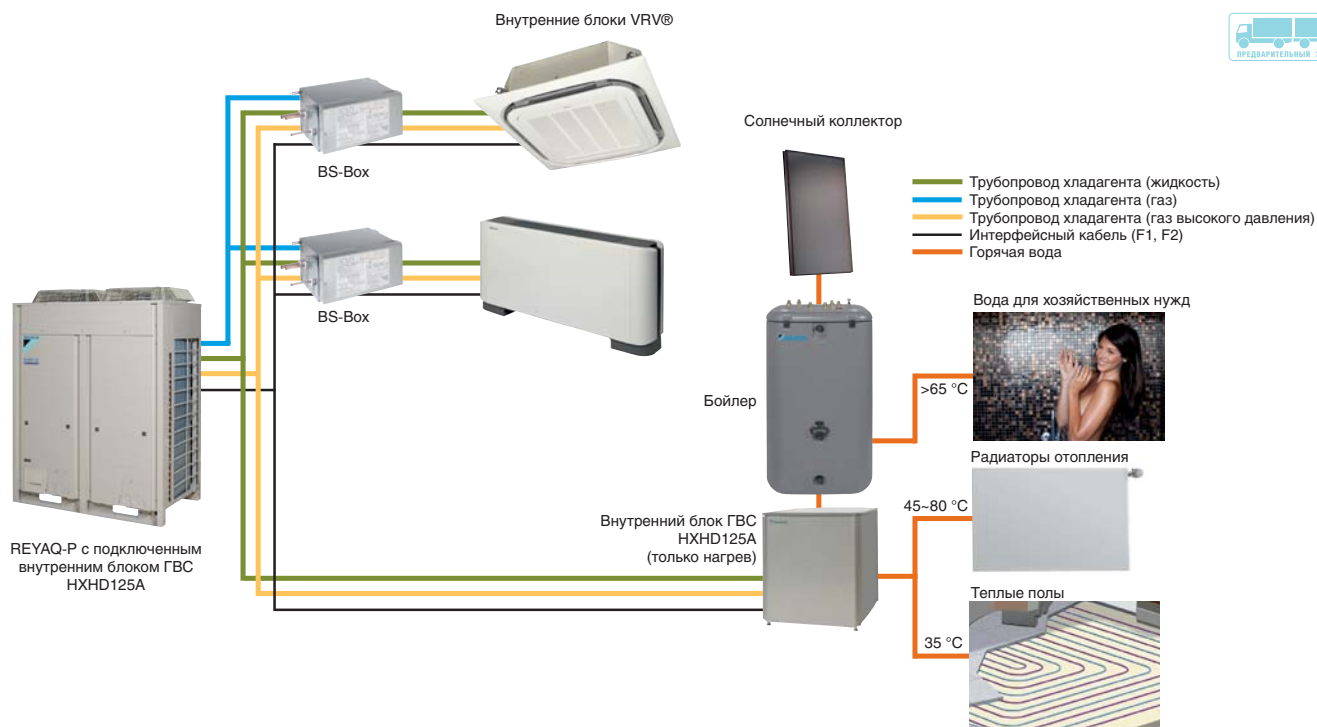 Внутренние блоки VRV®
ПРЕДВАРИТЕЛЬНЫЙ
BS-Box
Солнечный коллектор
Трубопровод хладагента (жидкость)
Трубопровод хладагента (газ)
Трубопровод хладагента (газ высокого давления)
Интерфейсный кабель (F1, F2)
Горячая вода
BS-Box
Вода для хозяйственных нужд
>65 °C
Бойлер
Радиаторы отопления
45~80 °C
Внутренний блок ГВС
HXHD125A
(только нагрев)
REYAQ-P с подключенным
внутренним блоком ГВС
HXHD125A
Теплые полы
35 °C